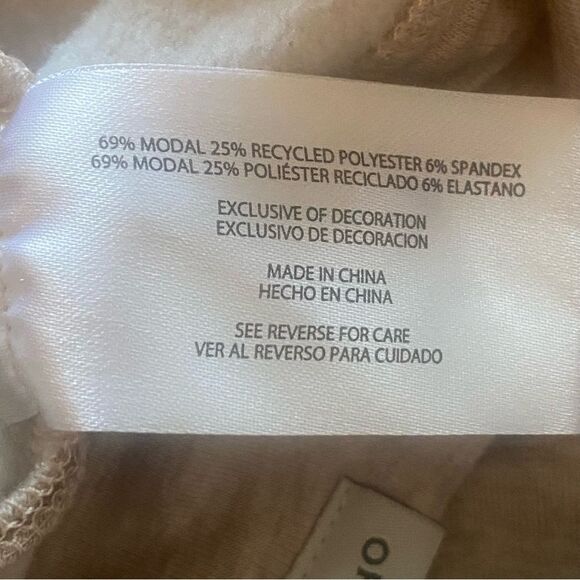 69% MODAL 25% RECYCLED POLYESTER 6% SPANDEX
69% MODAL 25% POLIÉSTER RECICLADO 6% ELASTANO
EXCLUSIVE OF DECORATION
EXCLUSIVO DE DECORACION
MADE IN CHINA
HECHO EN CHINA
SEE REVERSE FOR CARE
VER AL REVERSO PARA CUIDADO